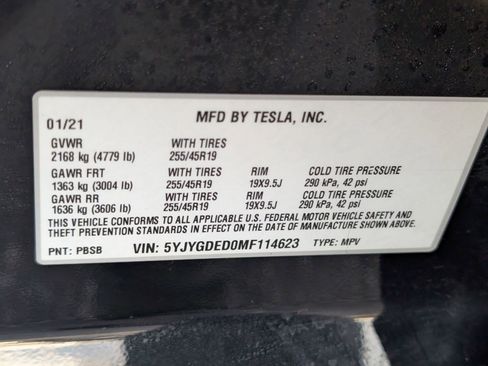 01/21 MFD BY TESLA, INC.
GVWR WITH TIRES
2168 kg (4779 lb) 255/45R19
GAWR FRT WITH TIRES RIM COLD TIRE PRESSURE
1363 kg (3004 lb) 255/45R19 19X9.5J 290 kPa, 42 psi
GAWR RR WITH TIRES RIM COLD TIRE PRESSURE
1636 kg (3606 lb) 255/45R19 19X9.5J 290 kPa, 42 psi
THIS VEHICLE CONFORMS TO ALL APPLICABLE U.S. FEDERAL MOTOR VEHICLE SAFETY AND
THEFT PREVENTION STANDARDS IN EFFECT ON THE DATE OF MANUFACTURE SHOWN ABOVE.
PNT: PBSB VIN: 5YJYGDED0MF114623 TYPE: MPV